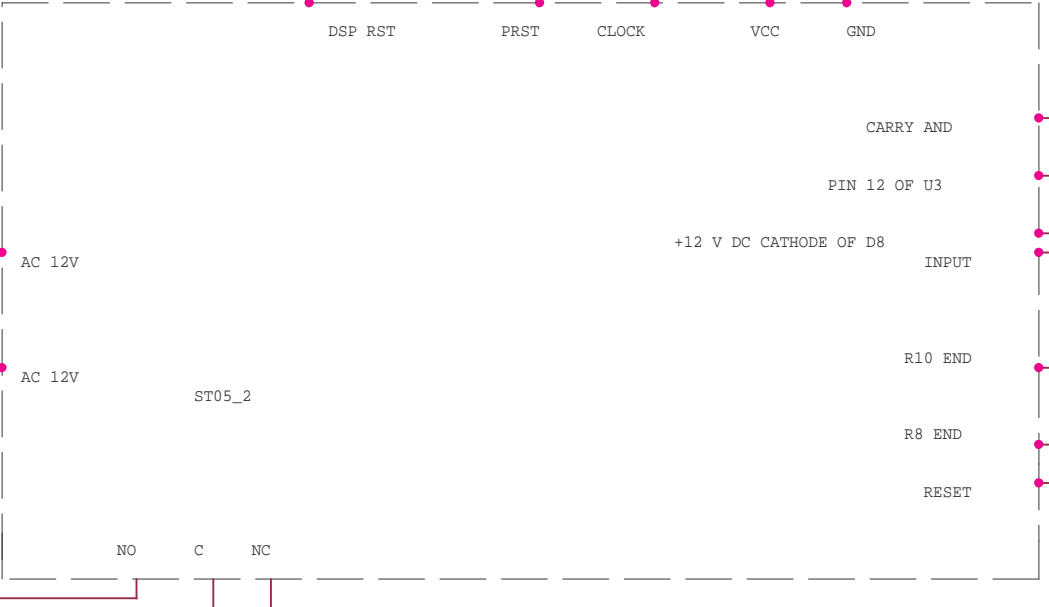 DSP RST PRST CLOCK VCC GND
CARRY AND
PIN 12 OF U3
+12 V DC CATHODE OF D8
AC 12V INPUT
R10 END
AC 12V
ST05_2
R8 END
RESET
NO C NC